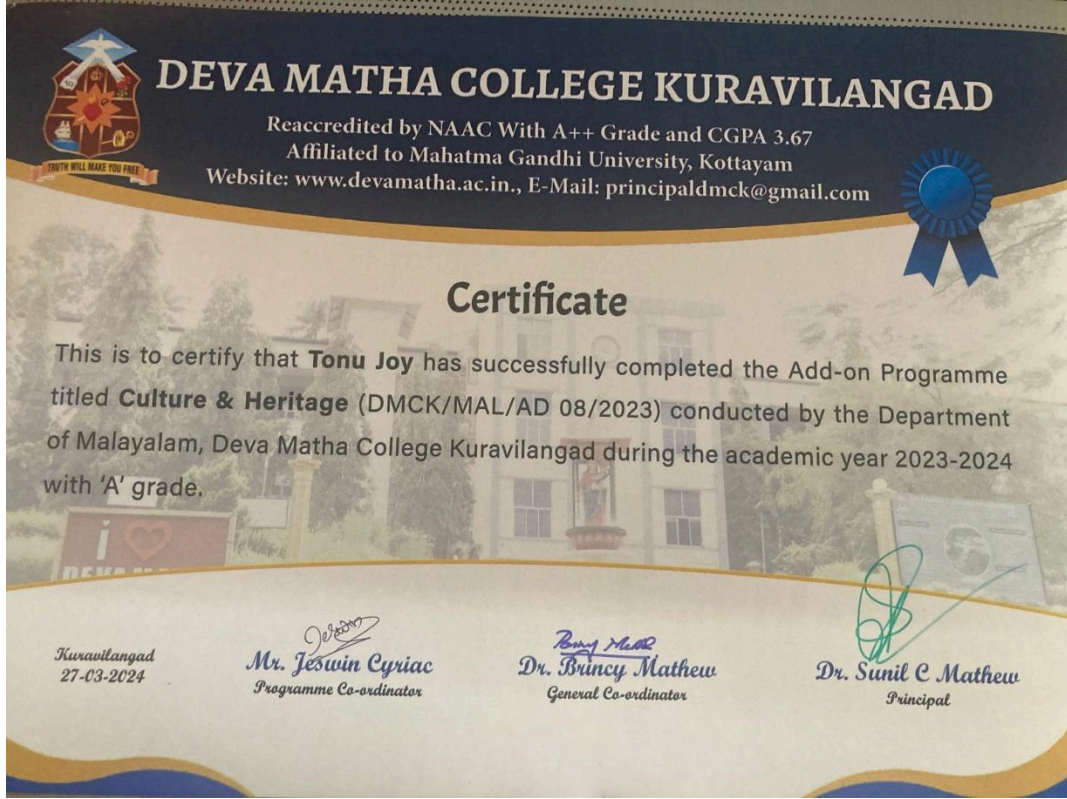 DEVA MATHA COLLEGE KURAVILANGAD
Reaccredited by NAAC With A++ Grade and CGPA 3.67
Affiliated to Mahatma Gandhi University, Kottayam
Website: www.devamatha.ac.in., E-Mail: principaldmck@gmail.com
TRUTH WILL MAKE YOU FREE
Certificate
This is to certify that Tonu Joy has successfully completed the Add-on Programme
titled Culture & Heritage (DMCK/MAL/AD 08/2023) conducted by the Department
of Malayalam, Deva Matha College Kuravilangad during the academic year 2023-2024
with ‘A’ grade.
i
Kuravilangad
27-03-2024
Mr. Jeswin Cyriac
Programme Co-ordinator
Dr. Brincy Mathew
General Co-ordinator
Dr. Sunil C Mathew
Principal